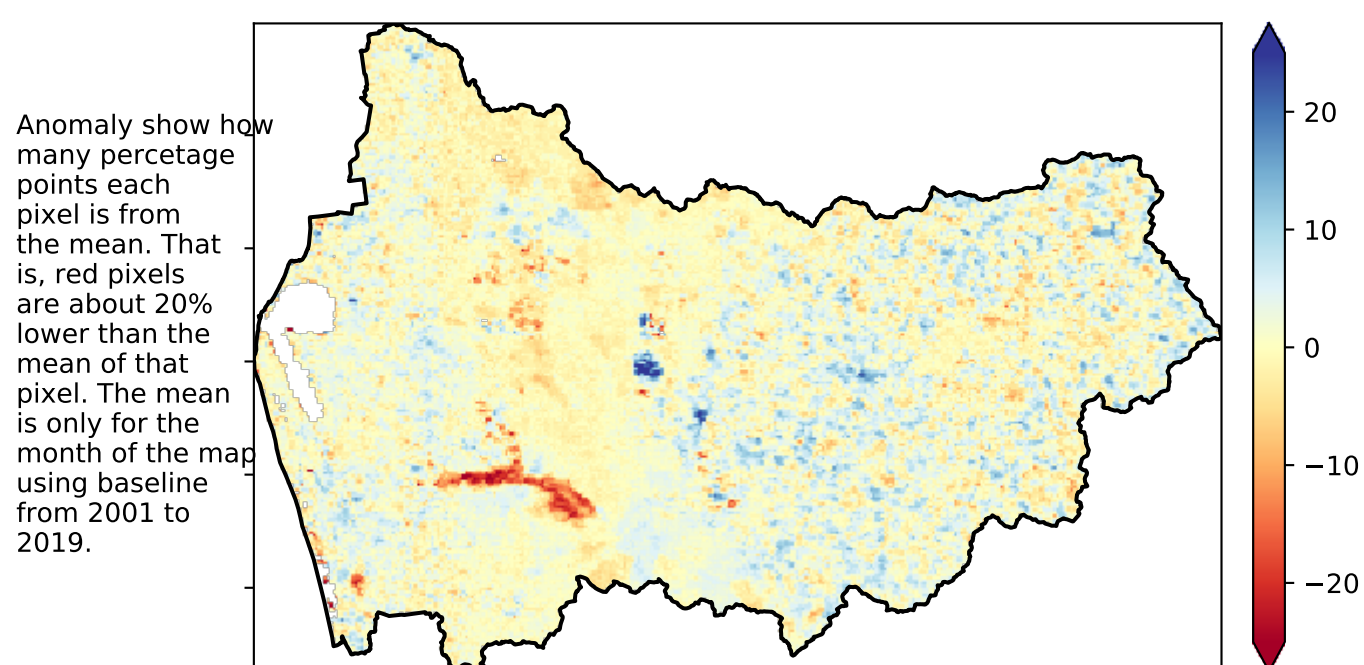 Anomaly show how
many percetage
points each
pixel is from
the mean. That
is, red pixels
are about 20%
lower than the
mean of that
pixel. The mean
is only for the
month of the map
using baseline
from 2001 to
2019.
20
10
0
−10
−20